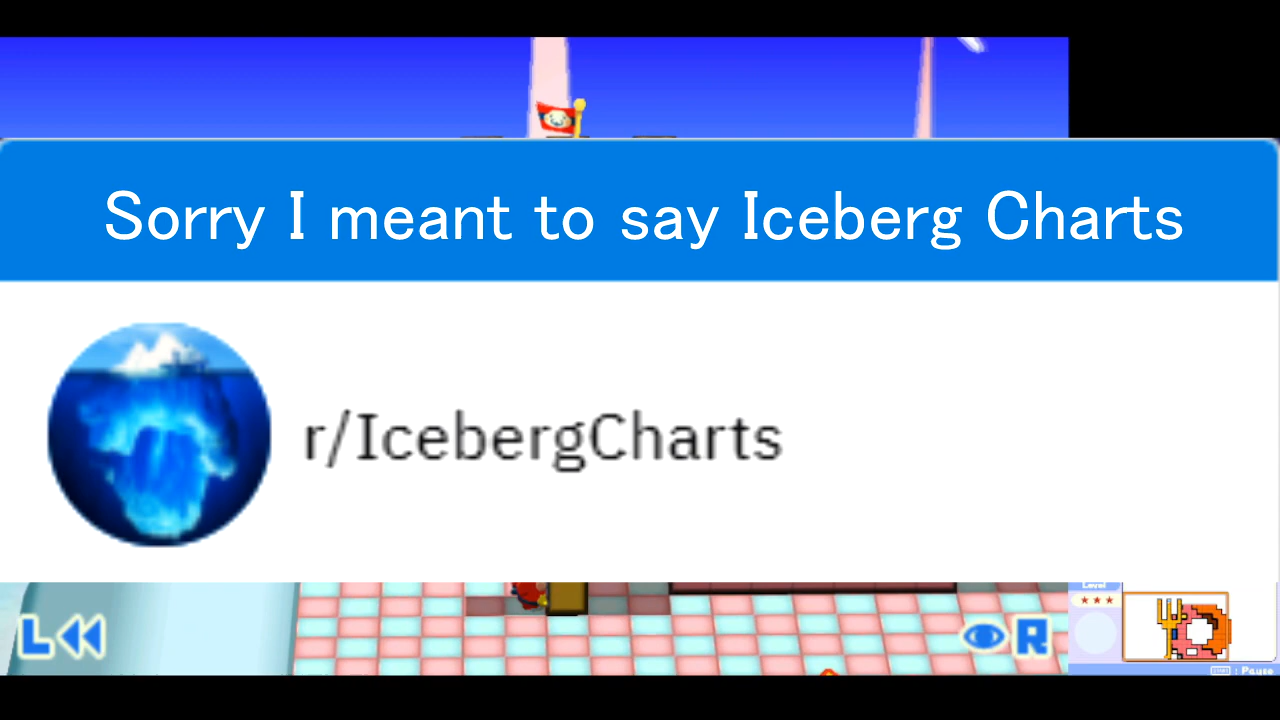 Sorry I meant to say Iceberg Charts
r/IcebergCharts
Level
L
R
: Pause